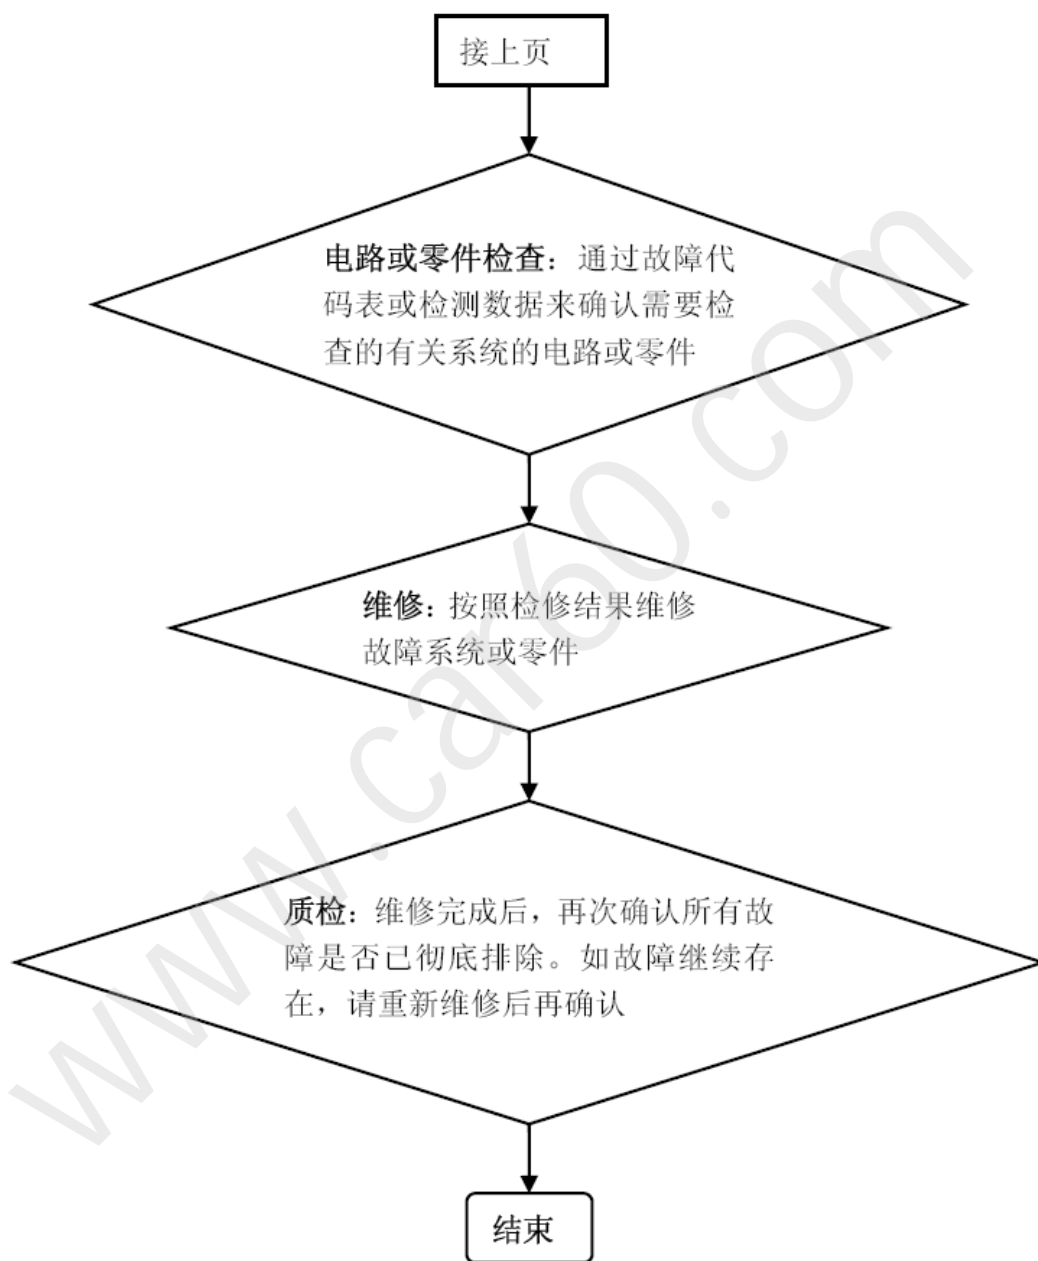 接上页
电路或零件检查：通过故障代
码表或检测数据来确认需要检
查的有关系统的电路或零件
维修：按照检修结果维修
故障系统或零件
质检：维修完成后，再次确认所有故
障是否已彻底排除。如故障继续存
在，请重新维修后再确认
结束
www.car60.com